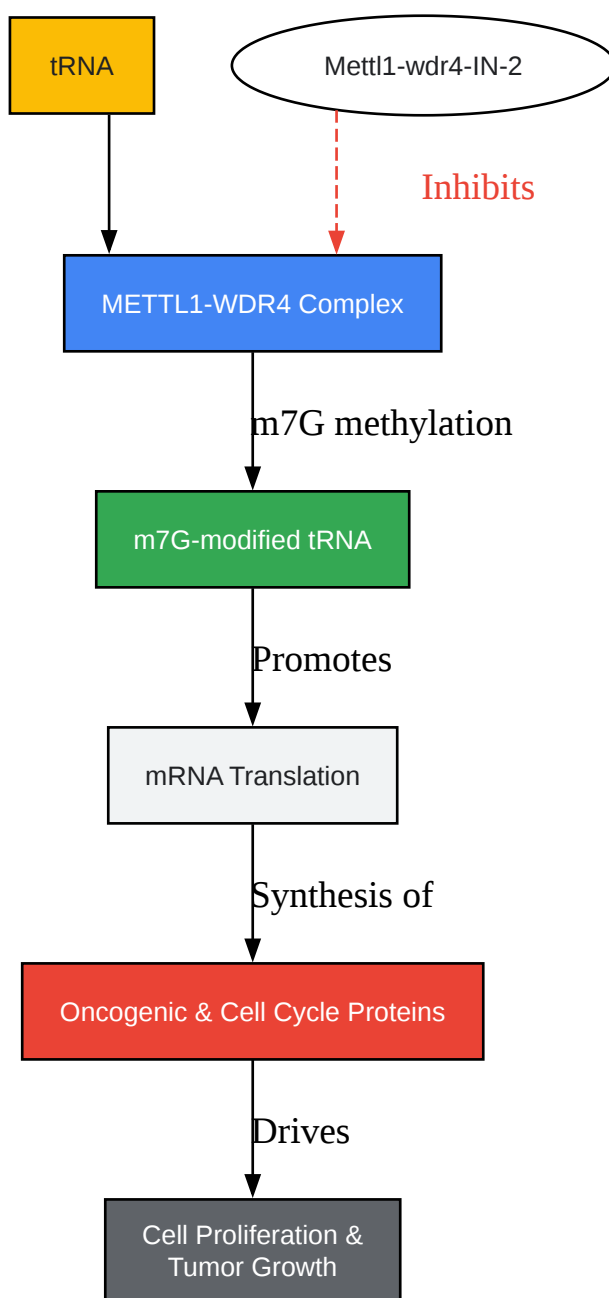 tRNA
Mettl1-wdr4-IN-2
Inhibits
METTL1-WDR4 Complex
m7G methylation
m7G-modified tRNA
Promotes
mRNA Translation
Synthesis of
Oncogenic & Cell Cycle Proteins
Drives
Cell Proliferation &
Tumor Growth